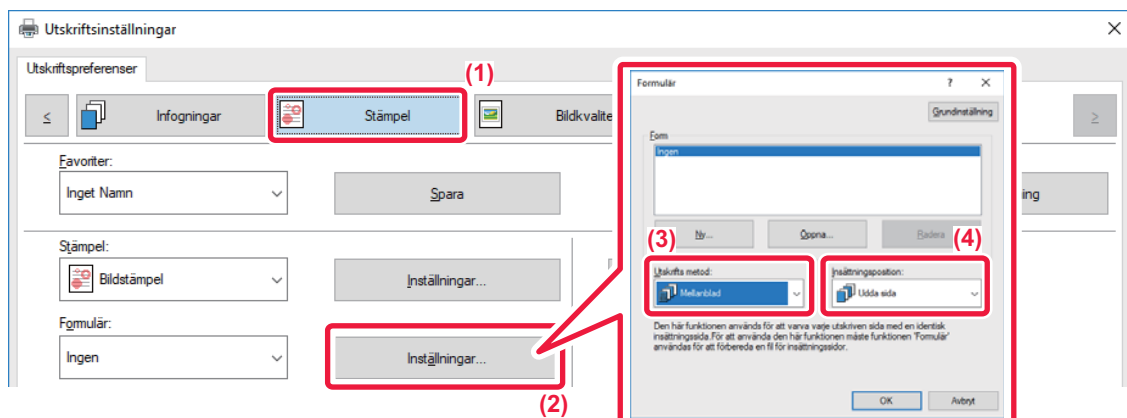 Utskriftsinställningar
Utskriftspreferenser
(1)
< Infogningar Stämpel Bildkvalite >
Favoriter:
Inget Namn Spara ing
Stämpel:
Bildstämpel Inställningar...
Formulär:
Ingen Inställningar...
(2)
Formulär ?
Grundinställning
Form
Ingen
Ny... Öppna... Radera
(3) (4)
Utskrifts metod: Insättningsposition:
Mellanblad Udda sida
Den här funktionen används för att varva varje utskriven sida med en identisk
insättningssida.För att använda den här funktionen måste funktionen 'Formulär'
användas för att förbereda en fil för insättningssidor.
OK Avbryt